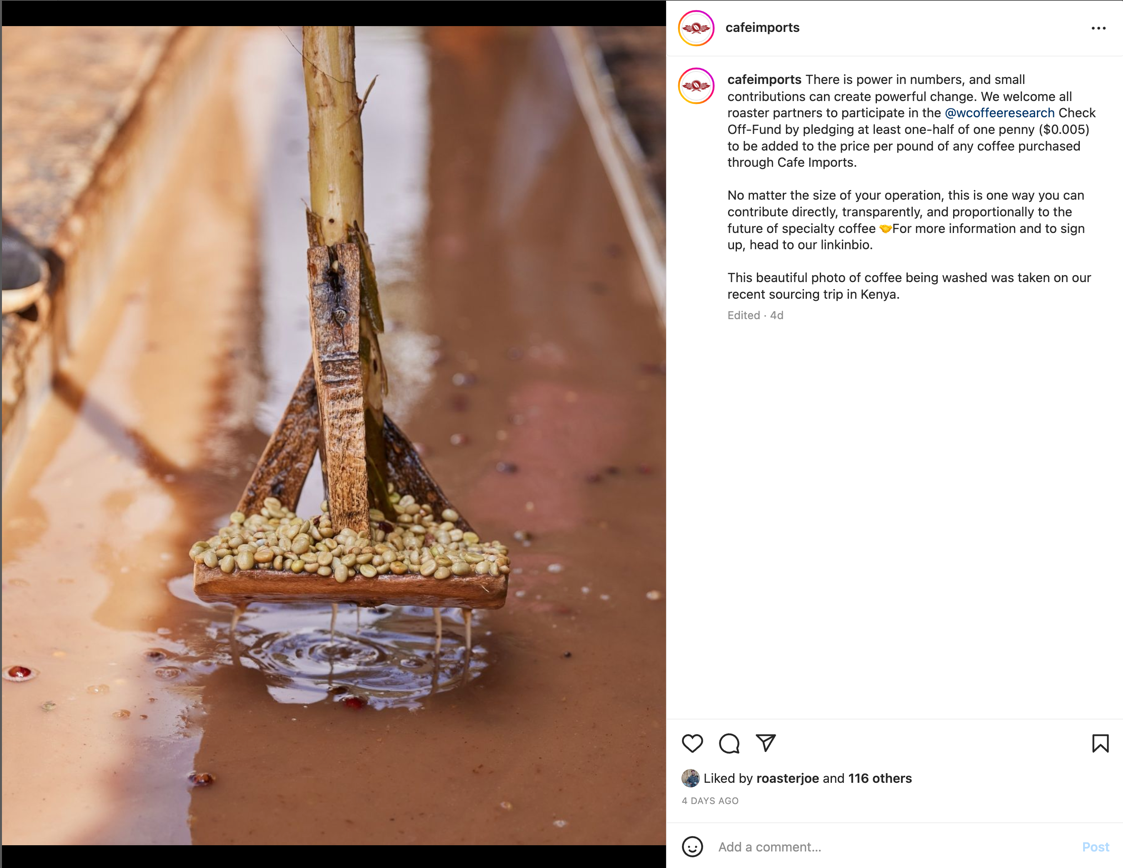 cafeimports
cafeimports There is power in numbers, and small
contributions can create powerful change. We welcome all
roaster partners to participate in the @wcoffeeresearch Check
Off-Fund by pledging at least one-half of one penny ($0.005)
to be added to the price per pound of any coffee purchased
through Cafe Imports.
No matter the size of your operation, this is one way you can
contribute directly, transparently, and proportionally to the
future of specialty coffee 🤝For more information and to sign
up, head to our linkinbio.
This beautiful photo of coffee being washed was taken on our
recent sourcing trip in Kenya.
Edited · 4d
Liked by roasterjoe and 116 others
4 DAYS AGO
Add a comment...
Post